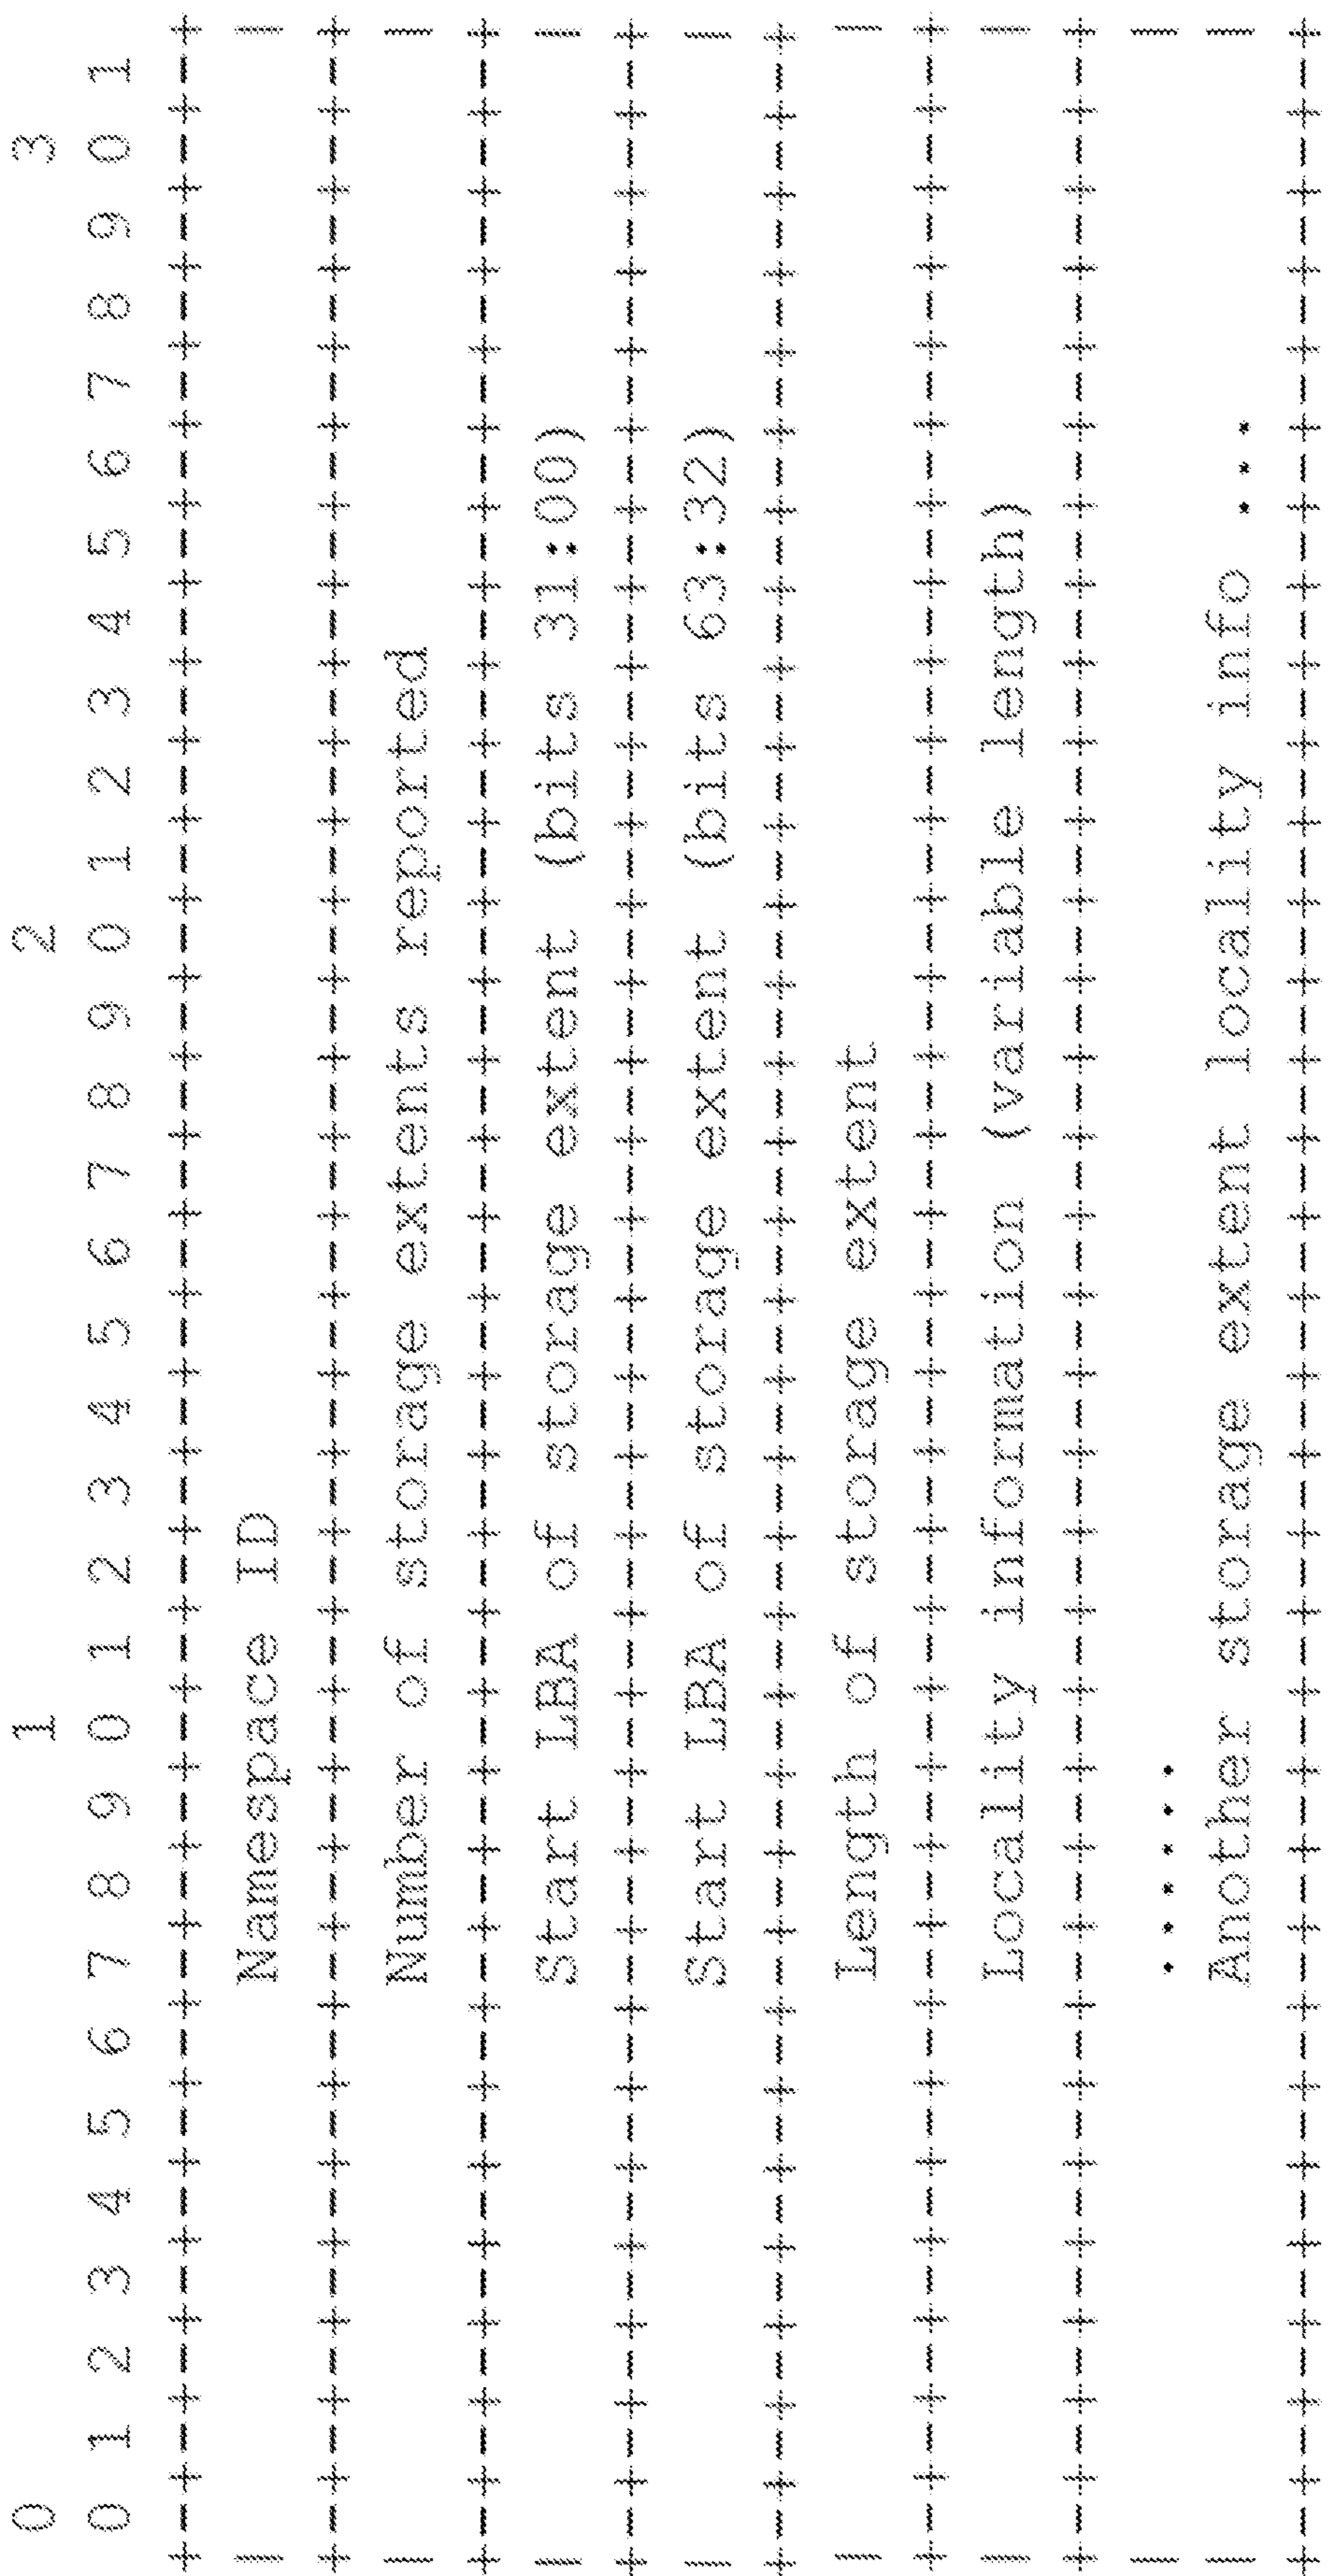 0                   1                   2                   3
0 1 2 3 4 5 6 7 8 9 0 1 2 3 4 5 6 7 8 9 0 1 2 3 4 5 6 7 8 9 0 1
+-+-+-+-+-+-+-+-+-+-+-+-+-+-+-+-+-+-+-+-+-+-+-+-+-+-+-+-+-+-+-+-+
| Namespace ID |
+-+-+-+-+-+-+-+-+-+-+-+-+-+-+-+-+-+-+-+-+-+-+-+-+-+-+-+-+-+-+-+-+
| Number of storage extents reported |
+-+-+-+-+-+-+-+-+-+-+-+-+-+-+-+-+-+-+-+-+-+-+-+-+-+-+-+-+-+-+-+-+
| Start LBA of storage extent (bits 31:00) |
+-+-+-+-+-+-+-+-+-+-+-+-+-+-+-+-+-+-+-+-+-+-+-+-+-+-+-+-+-+-+-+-+
| Start LBA of storage extent (bits 63:32) |
+-+-+-+-+-+-+-+-+-+-+-+-+-+-+-+-+-+-+-+-+-+-+-+-+-+-+-+-+-+-+-+-+
| Length of storage extent |
+-+-+-+-+-+-+-+-+-+-+-+-+-+-+-+-+-+-+-+-+-+-+-+-+-+-+-+-+-+-+-+-+
| Locality information (variable length) |
+-+-+-+-+-+-+-+-+-+-+-+-+-+-+-+-+-+-+-+-+-+-+-+-+-+-+-+-+-+-+-+-+
| ...... |
| Another storage extent locality info ... |
+-+-+-+-+-+-+-+-+-+-+-+-+-+-+-+-+-+-+-+-+-+-+-+-+-+-+-+-+-+-+-+-+